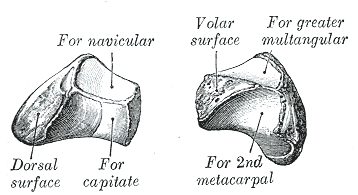 For navicular
Dorsal
surface
For
capitate
Volar
surface
For greater
multangular
For 2nd
metacarpal